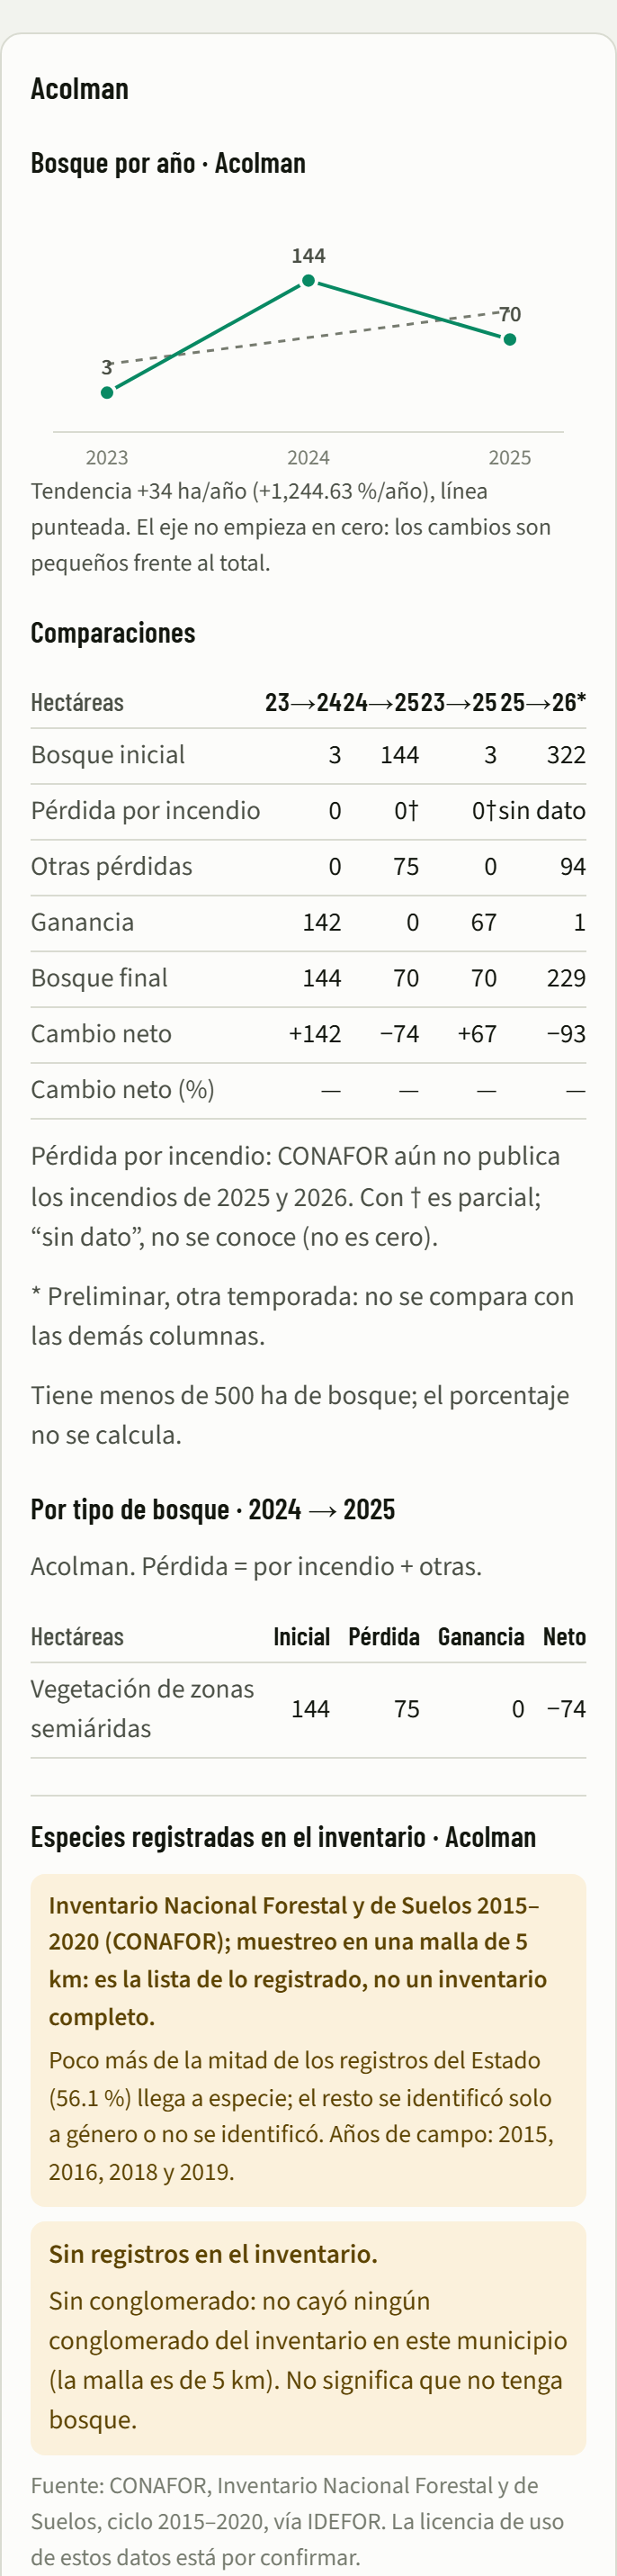 Acolman
Bosque por año · Acolman
144
70
3
2023 2024 2025
Tendencia +34 ha/año (+1,244.63 %/año), línea
punteada. El eje no empieza en cero: los cambios son
pequeños frente al total.
Comparaciones
Hectáreas 23→24 24→25 23→25 25→26*
Bosque inicial 3 144 3 322
Pérdida por incendio 0 0† 0† sin dato
Otras pérdidas 0 75 0 94
Ganancia 142 0 67 1
Bosque final 144 70 70 229
Cambio neto +142 −74 +67 −93
Cambio neto (%) — — — —
Pérdida por incendio: CONAFOR aún no publica
los incendios de 2025 y 2026. Con † es parcial;
“sin dato”, no se conoce (no es cero).
* Preliminar, otra temporada: no se compara con
las demás columnas.
Tiene menos de 500 ha de bosque; el porcentaje
no se calcula.
Por tipo de bosque · 2024 → 2025
Acolman. Pérdida = por incendio + otras.
Hectáreas Inicial Pérdida Ganancia Neto
Vegetación de zonas
semiáridas 144 75 0 −74
Especies registradas en el inventario · Acolman
Inventario Nacional Forestal y de Suelos 2015–
2020 (CONAFOR); muestreo en una malla de 5
km: es la lista de lo registrado, no un inventario
completo.
Poco más de la mitad de los registros del Estado
(56.1 %) llega a especie; el resto se identificó solo
a género o no se identificó. Años de campo: 2015,
2016, 2018 y 2019.
Sin registros en el inventario.
Sin conglomerado: no cayó ningún
conglomerado del inventario en este municipio
(la malla es de 5 km). No significa que no tenga
bosque.
Fuente: CONAFOR, Inventario Nacional Forestal y de
Suelos, ciclo 2015–2020, vía IDEFOR. La licencia de uso
de estos datos está por confirmar.